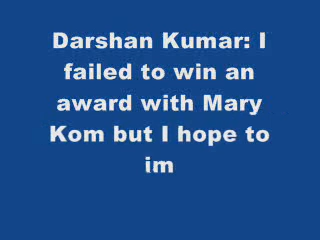 Darshan Kumar: I
failed to win an
award with Mary
Kom but I hope to
im